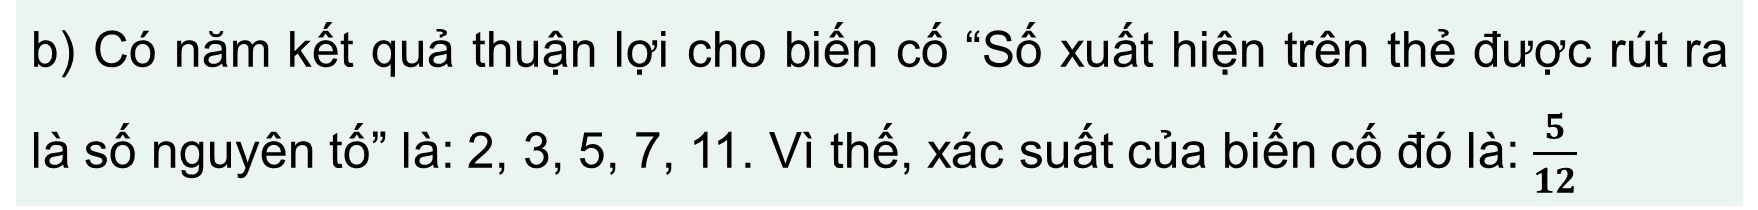 b) Có năm kết quả thuận lợi cho biến cố “Số xuất hiện trên thẻ được rút ra
là số nguyên tố” là: 2, 3, 5, 7, 11. Vì thế, xác suất của biến cố đó là: 5/12